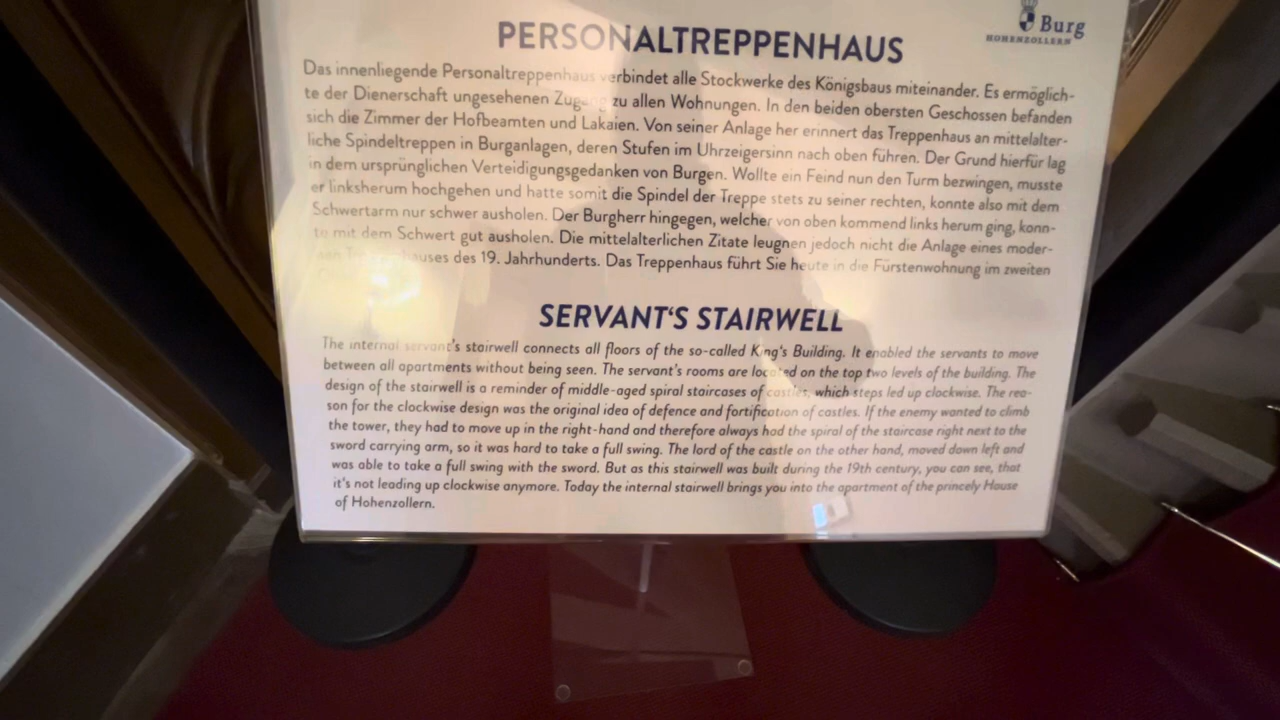 Burg
HOHENZOLLERN
PERSONALTREPPENHAUS
Das innenliegende Personaltreppenhaus verbindet alle Stockwerke des Königsbaus miteinander. Es ermöglich-
te der Dienerschaft ungesehenen Zugang zu allen Wohnungen. In den beiden obersten Geschossen befanden
sich die Zimmer der Hofbeamten und Lakaien. Von seiner Anlage her erinnert das Treppenhaus an mittelalter-
liche Spindeltreppen in Burganlagen, deren Stufen im Uhrzeigersinn nach oben führen. Der Grund hierfür lag
in dem ursprünglichen Verteidigungsgedanken von Burgen. Wollte ein Feind nun den Turm bezwingen, musste
er linksherum hochgehen und hatte somit die Spindel der Treppe stets zu seiner rechten, konnte also mit dem
Schwertarm nur schwer ausholen. Der Burgherr hingegen, welcher von oben kommend links herum ging, konn-
te mit dem Schwert gut ausholen. Die mittelalterlichen Zitate leugnen jedoch nicht die Anlage eines moder-
des 19. Jahrhunderts. Das Treppenhaus führt Sie heute in die Fürstenwohnung im zweiten
SERVANT'S STAIRWELL
The internal servant's stairwell connects all floors of the so-called King's Building. It enabled the servants to move
between all apartments without being seen. The servant's rooms are located on the top two levels of the building. The
design of the stairwell is a reminder of middle-aged spiral staircases of castles, which steps led up clockwise. The rea-
son for the clockwise design was the original idea of defence and fortification of castles. If the enemy wanted to climb
the tower, they had to move up in the right-hand and therefore always had the spiral of the staircase right next to the
sword carrying arm, so it was hard to take a full swing. The lord of the castle on the other hand, moved down left and
was able to take a full swing with the sword. But as this stairwell was built during the 19th century, you can see, that
it's not leading up clockwise anymore. Today the internal stairwell brings you into the apartment of the princely House
of Hohenzollern.